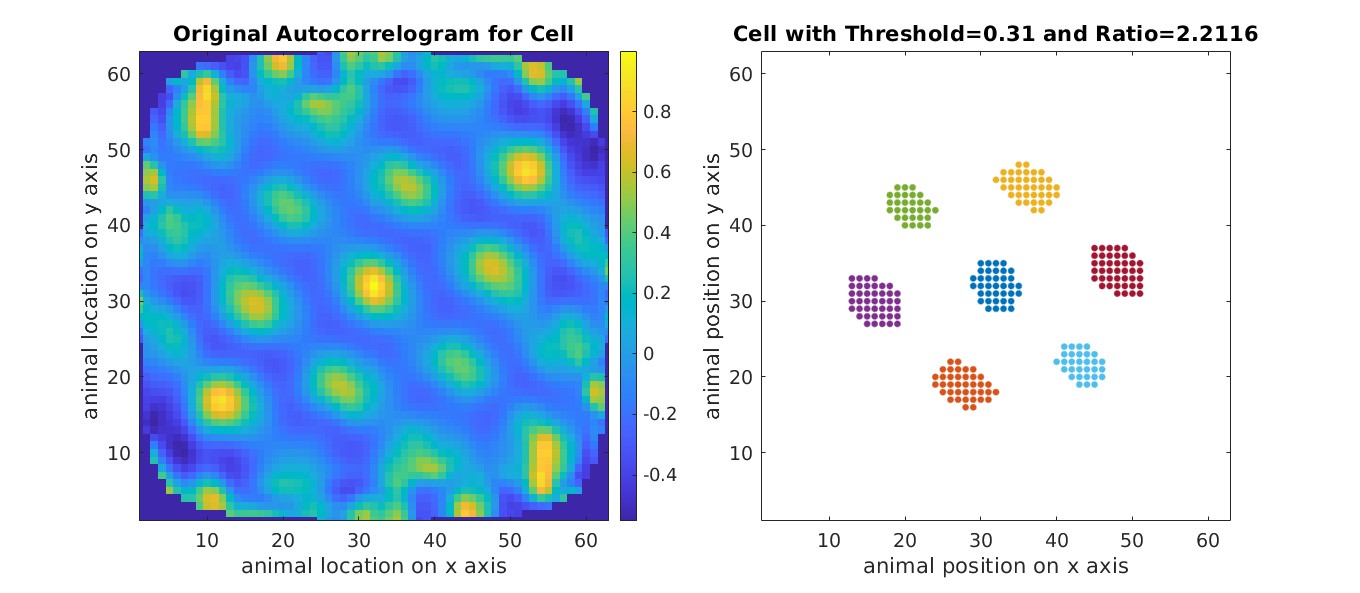 Original Autocorrelogram for Cell
60
50
40
30
20
10
10 20 30 40 50 60
animal location on x axis
animal location on y axis
0.8
0.6
0.4
0.2
0
-0.2
-0.4
Cell with Threshold=0.31 and Ratio=2.2116
60
50
40
30
20
10
10 20 30 40 50 60
animal position on x axis
animal position on y axis